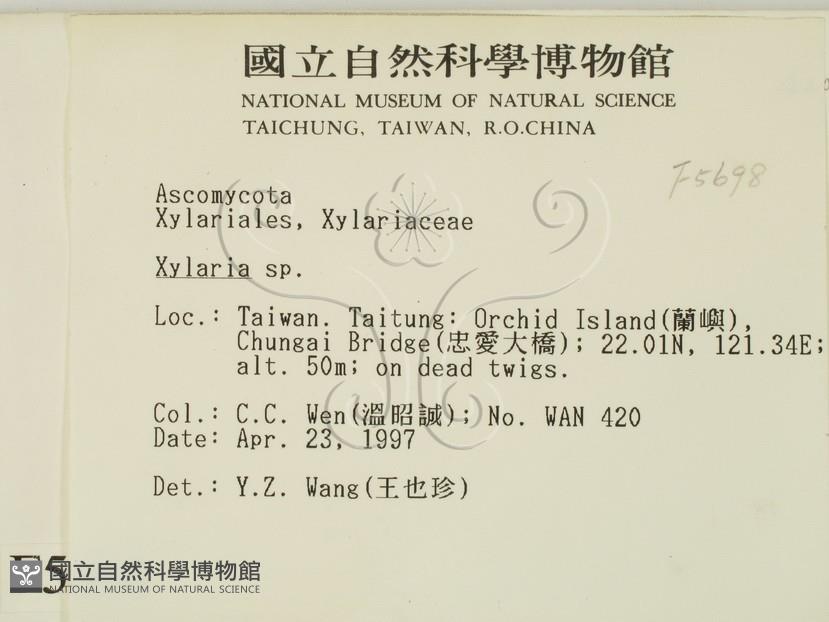 國立自然科學博物館
NATIONAL MUSEUM OF NATURAL SCIENCE
TAICHUNG, TAIWAN, R.O.CHINA
F5698
Ascomycota
Xylariales, Xylariaceae
Xylaria sp.
Loc.: Taiwan. Taitung: Orchid Island(蘭嶼),
Chungai Bridge(忠愛大橋); 22.01N, 121.34E;
alt. 50m; on dead twigs.
Col.: C.C. Wen(溫昭誠); No. WAN 420
Date: Apr. 23, 1997
Det.: Y.Z. Wang(王也珍)
F5
國立自然科學博物館
NATIONAL MUSEUM OF NATURAL SCIENCE